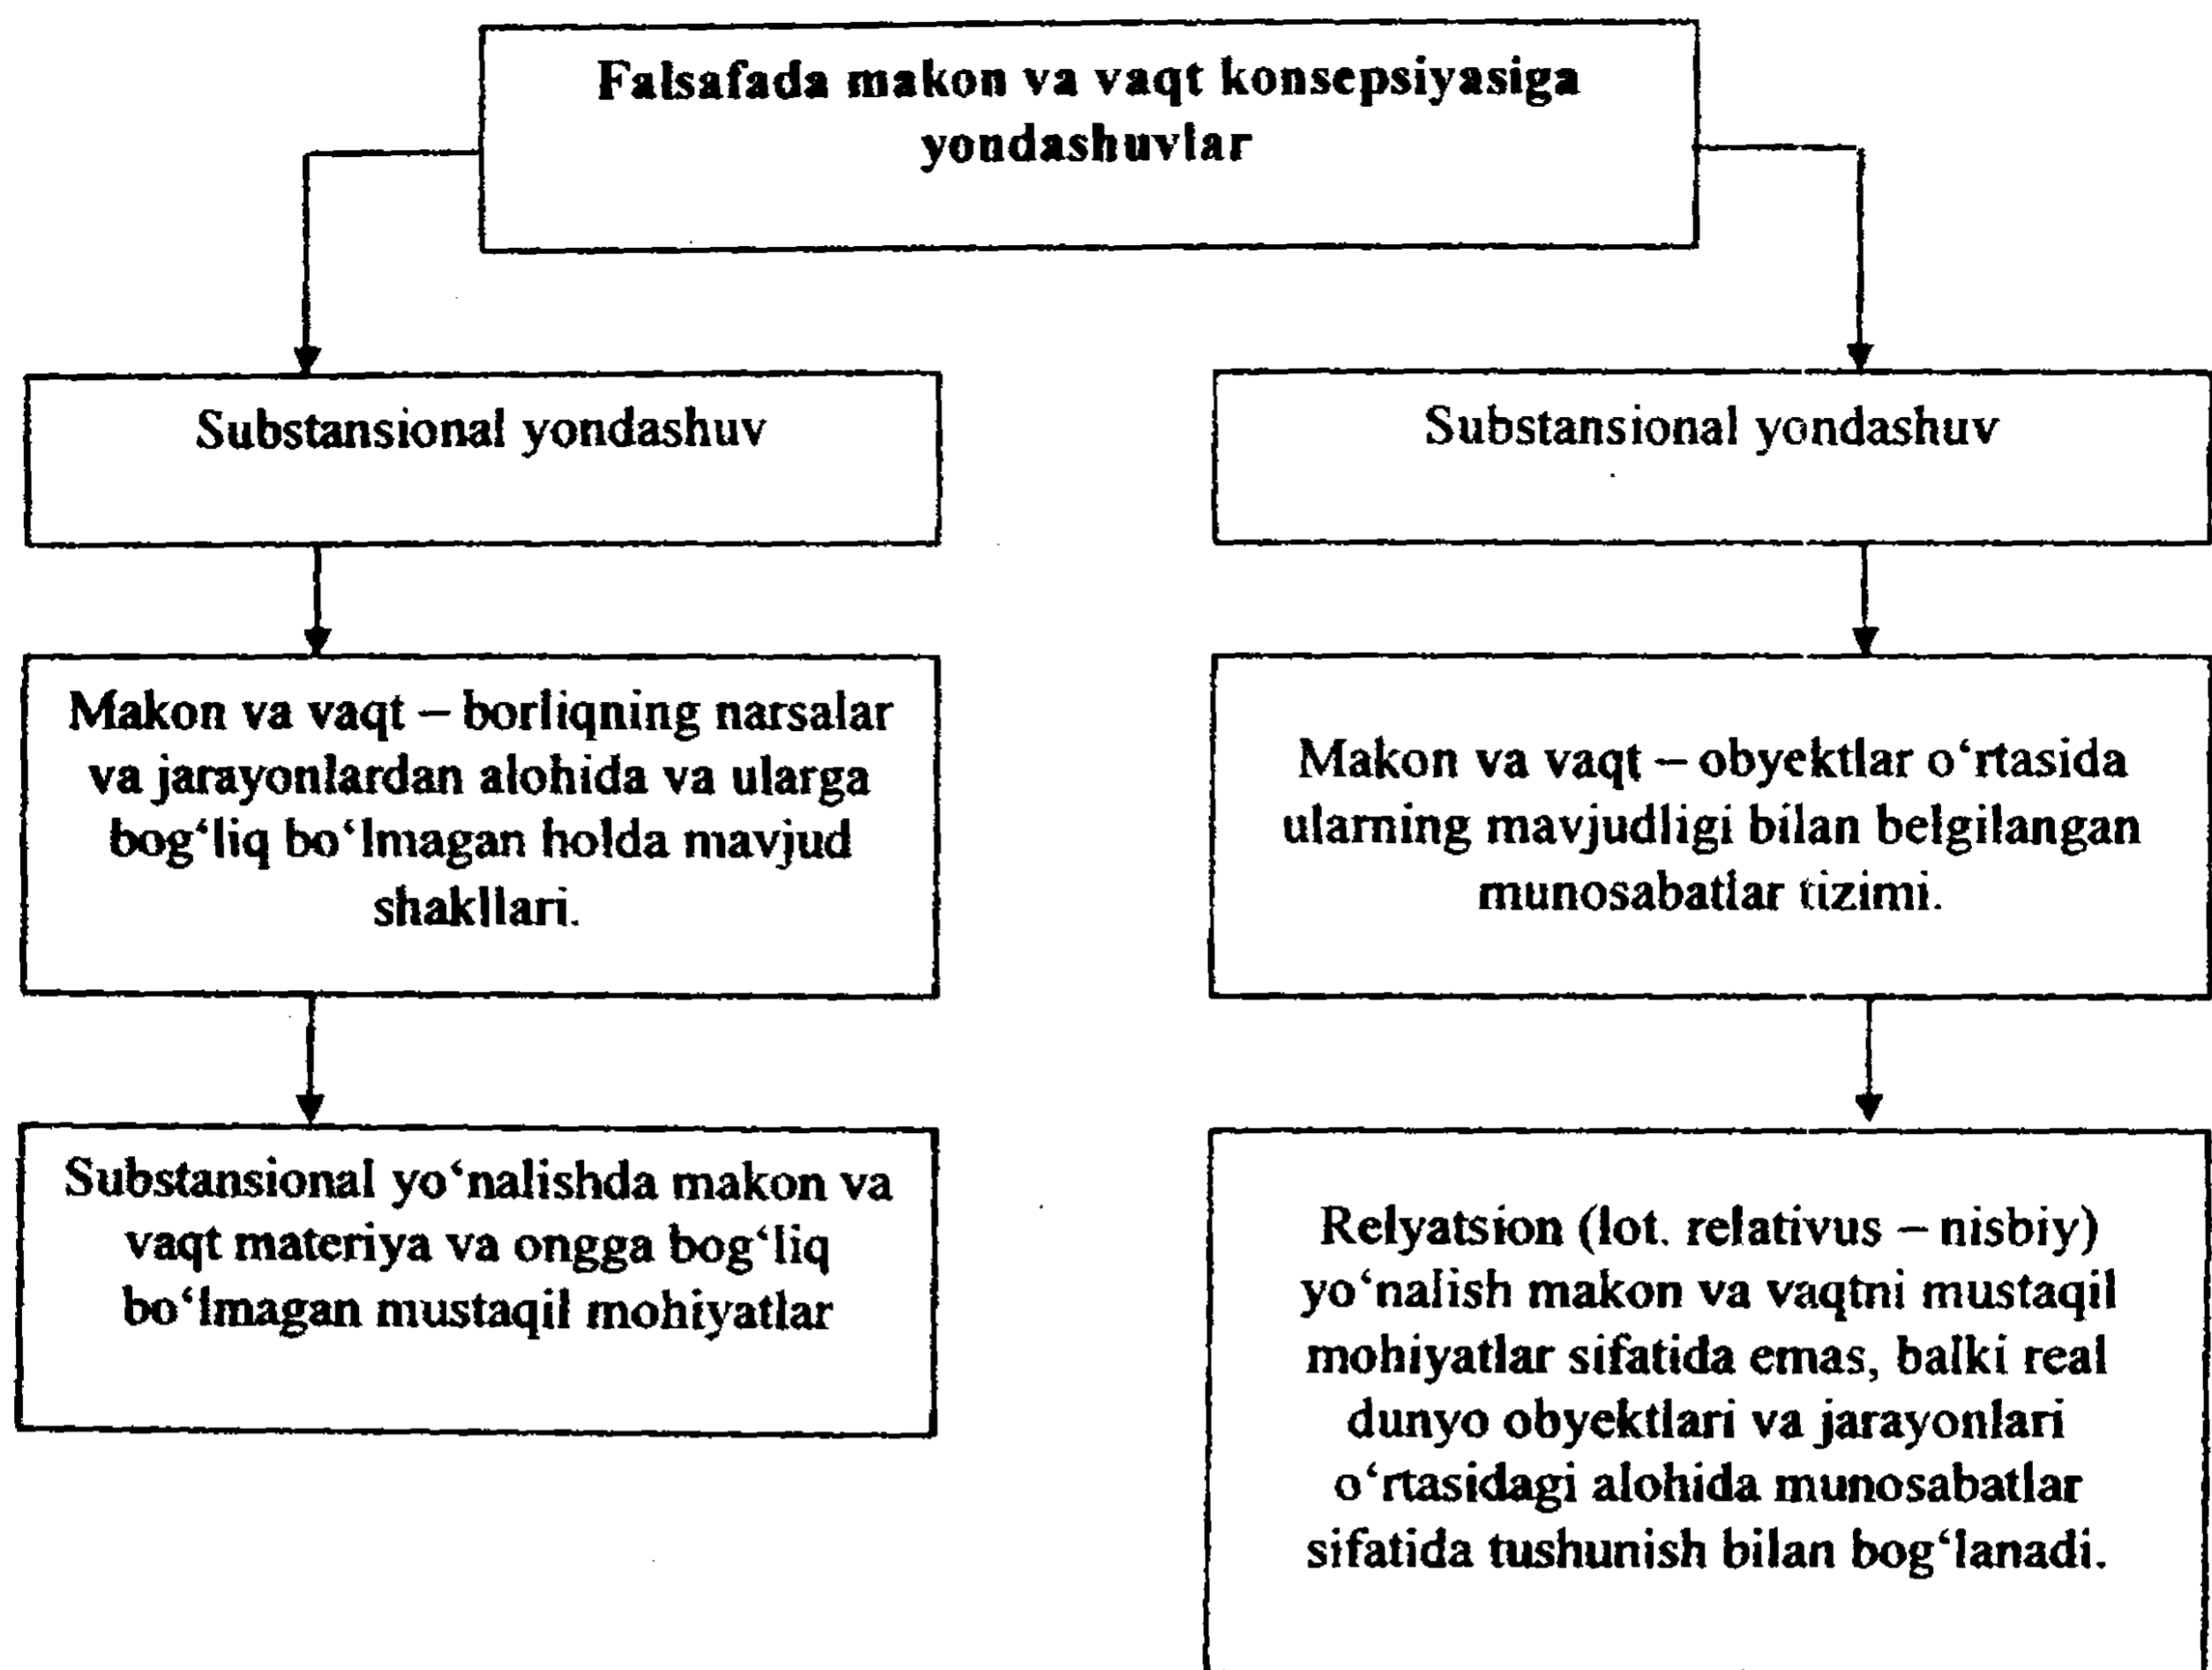 Falsafada makon va vaqt konsepsiyasiga
yondashuvlar
Substansional yondashuv
Substansional yondashuv
Makon va vaqt – borliqning narsalar
va jarayonlardan alohida va ularga
bog‘liq bo‘lmagan holda mavjud
shakllari.
Makon va vaqt – obyektlar o‘rtasida
ularning mavjudligi bilan belgilangan
munosabatlar tizimi.
Substansional yo‘nalishda makon va
vaqt materiya va ongga bog‘liq
bo‘lmagan mustaqil mohiyatlar
Relyatsion (lot. relativus – nisbiy)
yo‘nalish makon va vaqtni mustaqil
mohiyatlar sifatida emas, balki real
dunyo obyektlari va jarayonlari
o‘rtasidagi alohida munosabatlar
sifatida tushunish bilan bog‘lanadi.